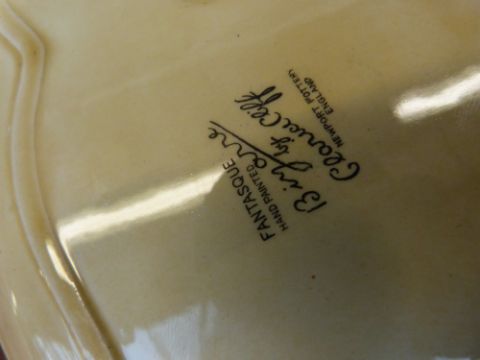 FANTASQUE
HAND PAINTED
Bizarre
by
Clarice Cliff
NEWPORT POTTERY
ENGLAND